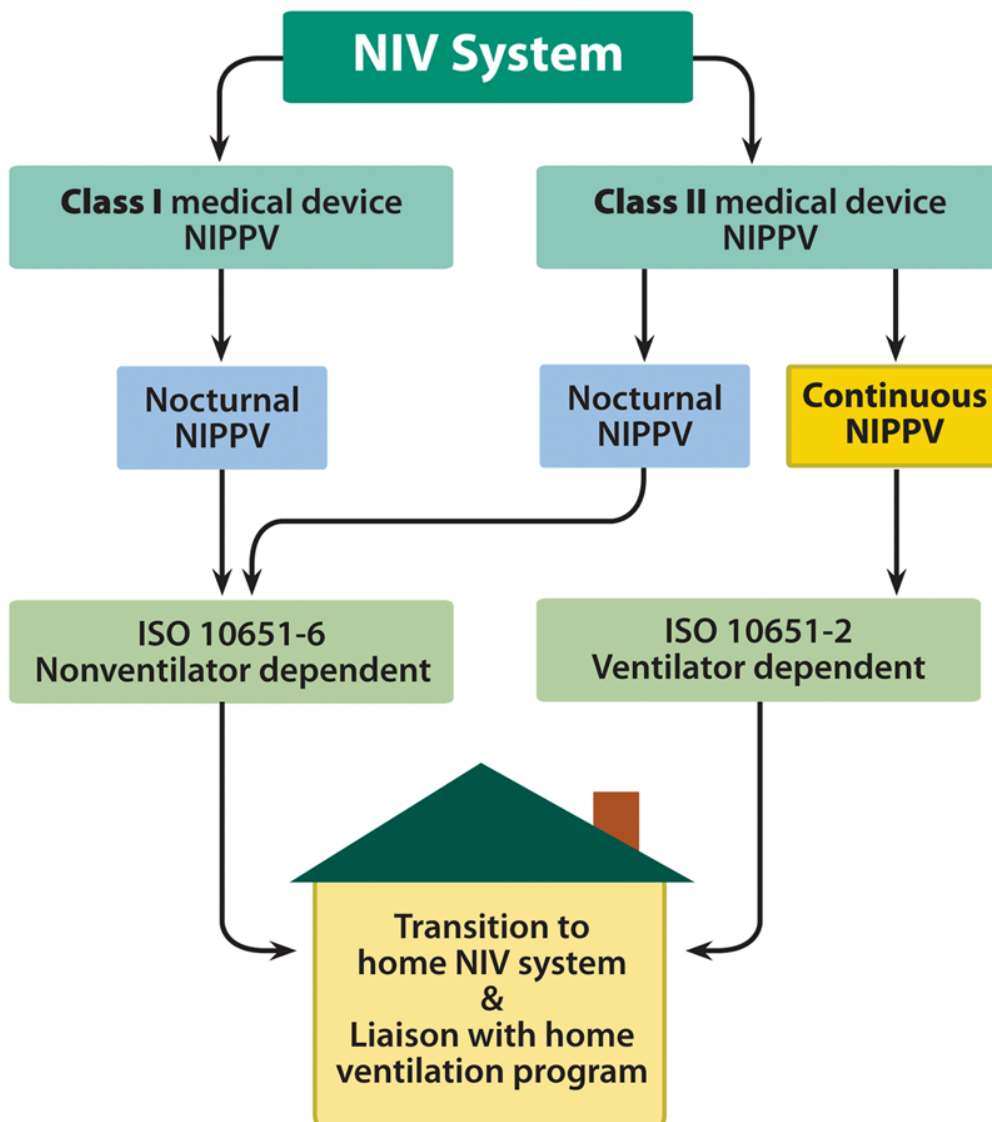 NIV System
Class I medical device
NIPPV
Class II medical device
NIPPV
Nocturnal
NIPPV
Nocturnal
NIPPV
Continuous
NIPPV
ISO 10651-6
Nonventilator dependent
ISO 10651-2
Ventilator dependent
Transition to
home NIV system
&
Liaison with home
ventilation program